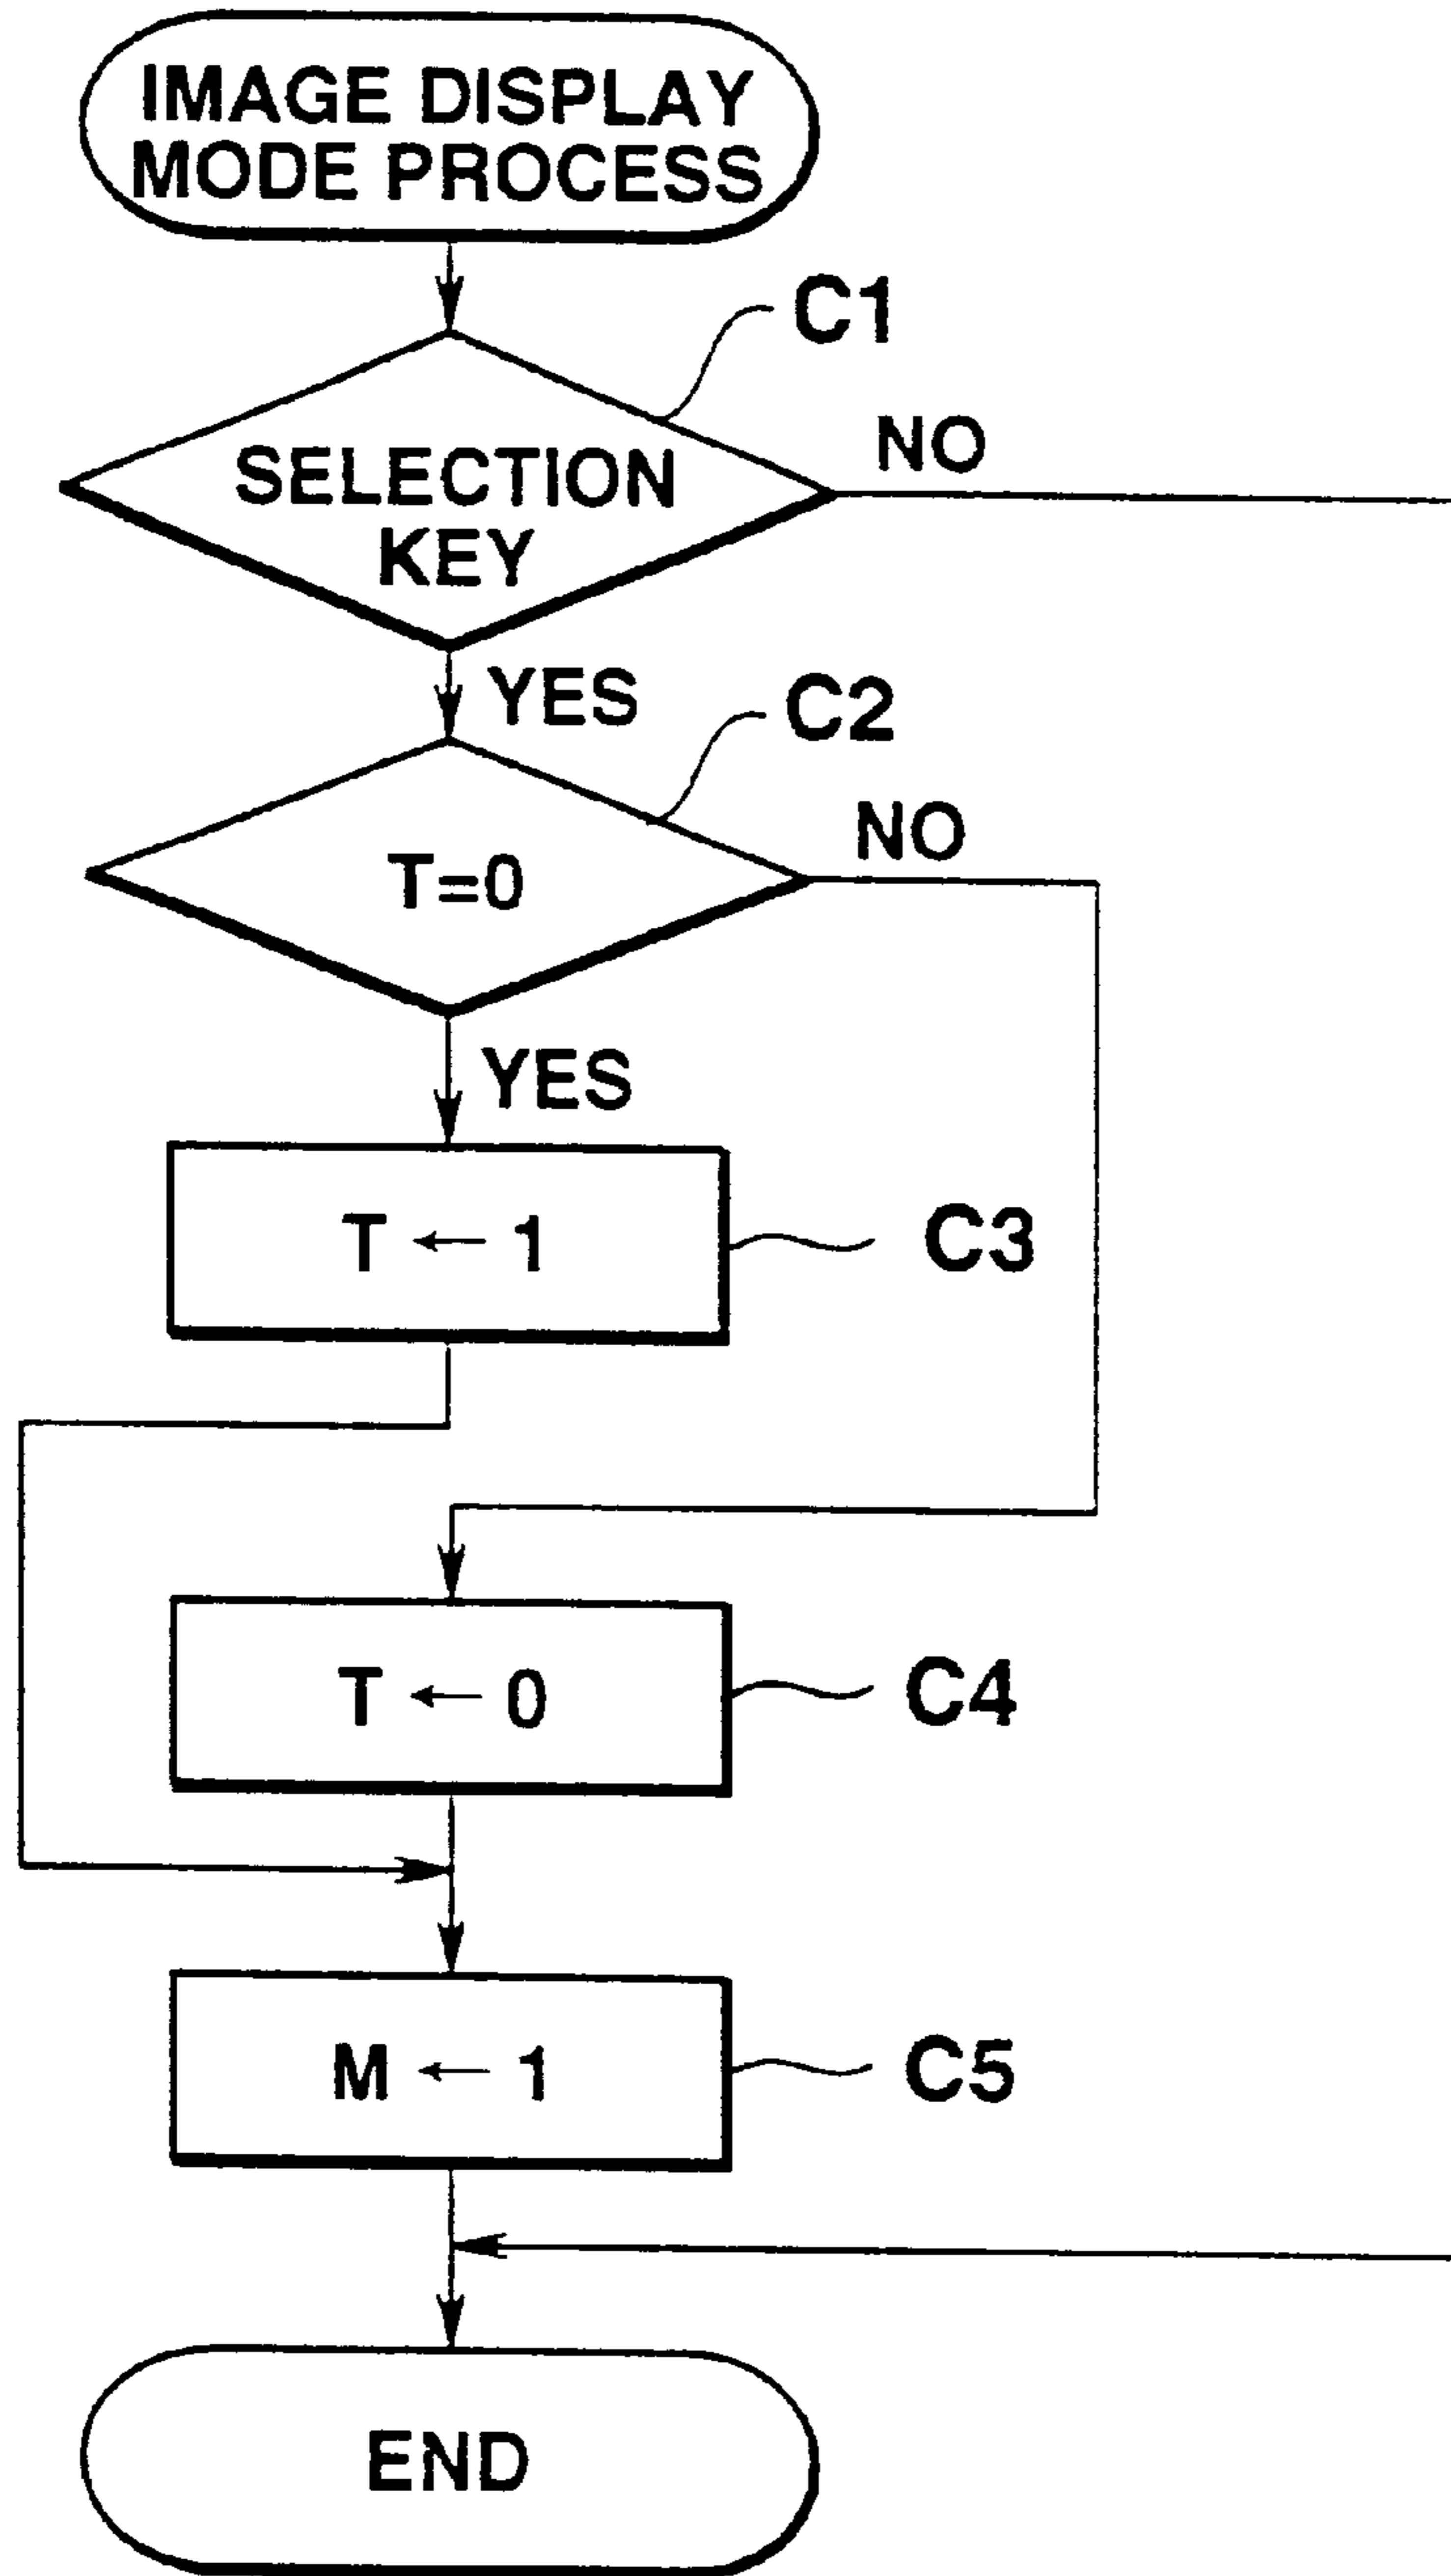 IMAGE DISPLAY
MODE PROCESS
C1
NO
SELECTION
KEY
YES
C2
NO
T=0
YES
T ← 1
C3
T ← 0
C4
M ← 1
C5
END